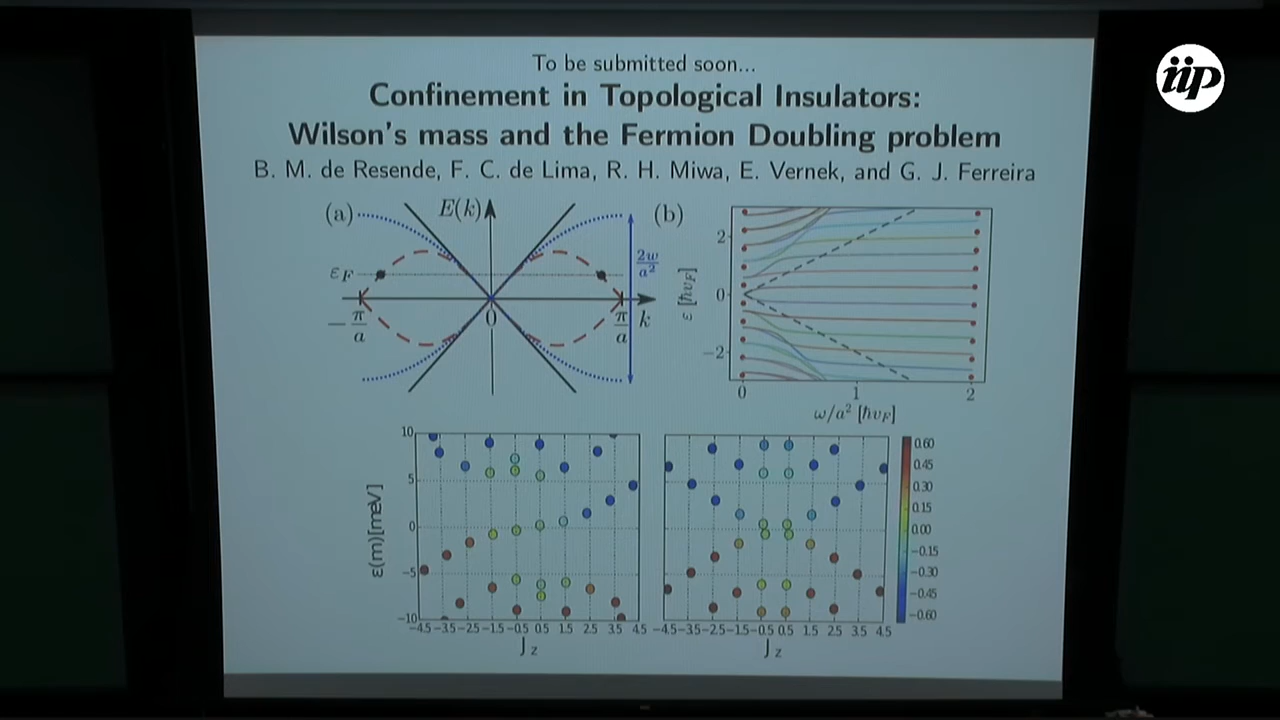 iip
To be submitted soon...
Confinement in Topological Insulators:
Wilson's mass and the Fermion Doubling problem
B. M. de Resende, F. C. de Lima, R. H. Miwa, E. Vernek, and G. J. Ferreira
(a) E(k) (b)
ε_F 2w/a²
−π/a 0 π/a k
ε [ħv_F]
2
0
−2
0 1 2
ω/a² [ħv_F]
ε(m)[meV]
10
5
0
−5
−10
−4.5 −3.5 −2.5 −1.5 −0.5 0.5 1.5 2.5 3.5 4.5
J_z
−4.5 −3.5 −2.5 −1.5 −0.5 0.5 1.5 2.5 3.5 4.5
J_z
0.60
0.45
0.30
0.15
0.00
−0.15
−0.30
−0.45
−0.60